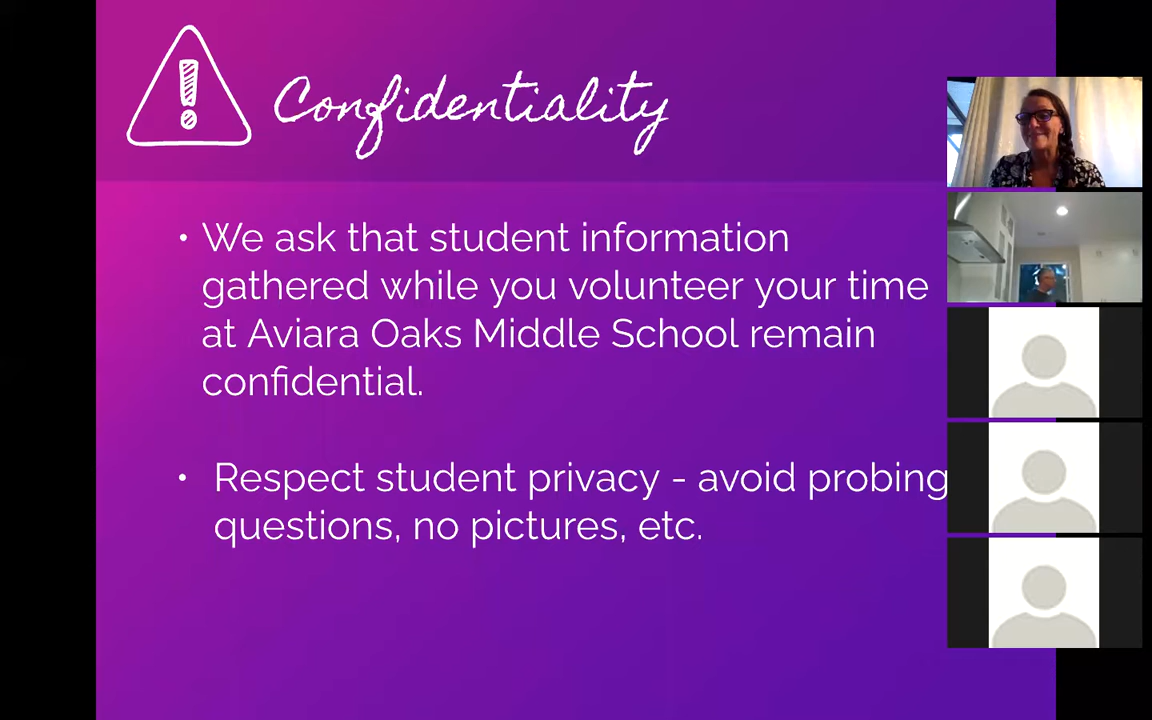 Confidentiality
• We ask that student information
gathered while you volunteer your time
at Aviara Oaks Middle School remain
confidential.
• Respect student privacy - avoid probing
questions, no pictures, etc.